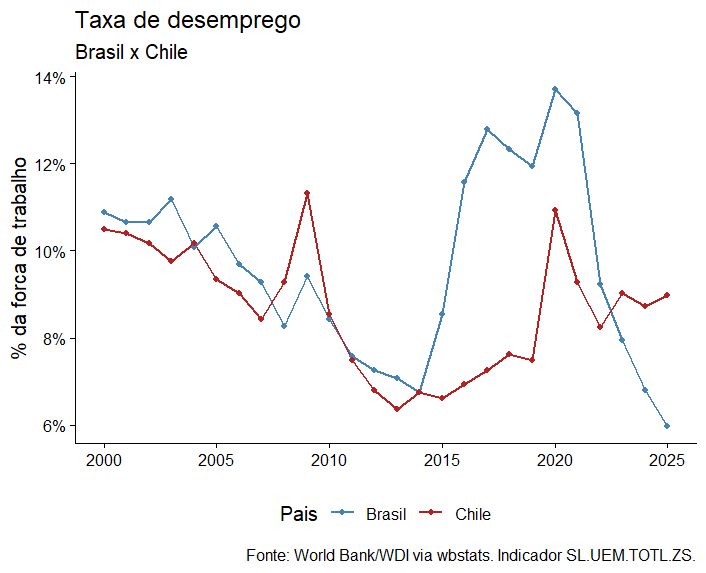 Taxa de desemprego
Brasil x Chile
% da forca de trabalho
14%
12%
10%
8%
6%
2000 2005 2010 2015 2020 2025
Pais Brasil Chile
Fonte: World Bank/WDI via wbstats. Indicador SL.UEM.TOTL.ZS.